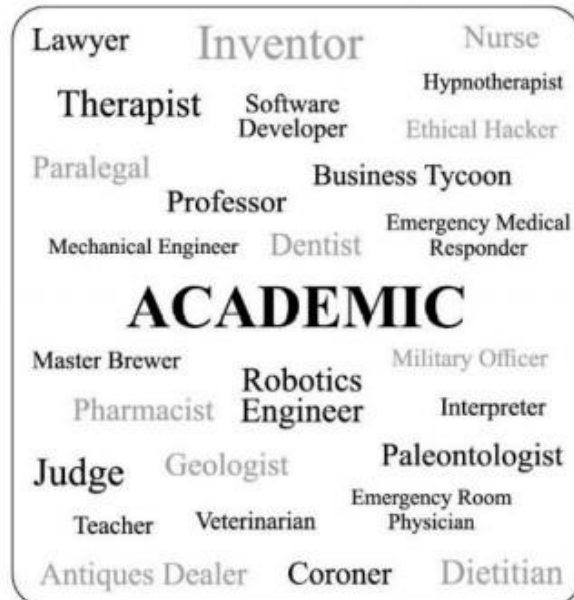 Lawyer
Inventor
Nurse
Hypnotherapist
Therapist
Software
Developer
Ethical Hacker
Paralegal
Business Tycoon
Professor
Emergency Medical
Responder
Mechanical Engineer
Dentist
ACADEMIC
Master Brewer
Military Officer
Robotics
Engineer
Pharmacist
Interpreter
Judge
Geologist
Paleontologist
Emergency Room
Physician
Teacher
Veterinarian
Antiques Dealer
Coroner
Dietitian